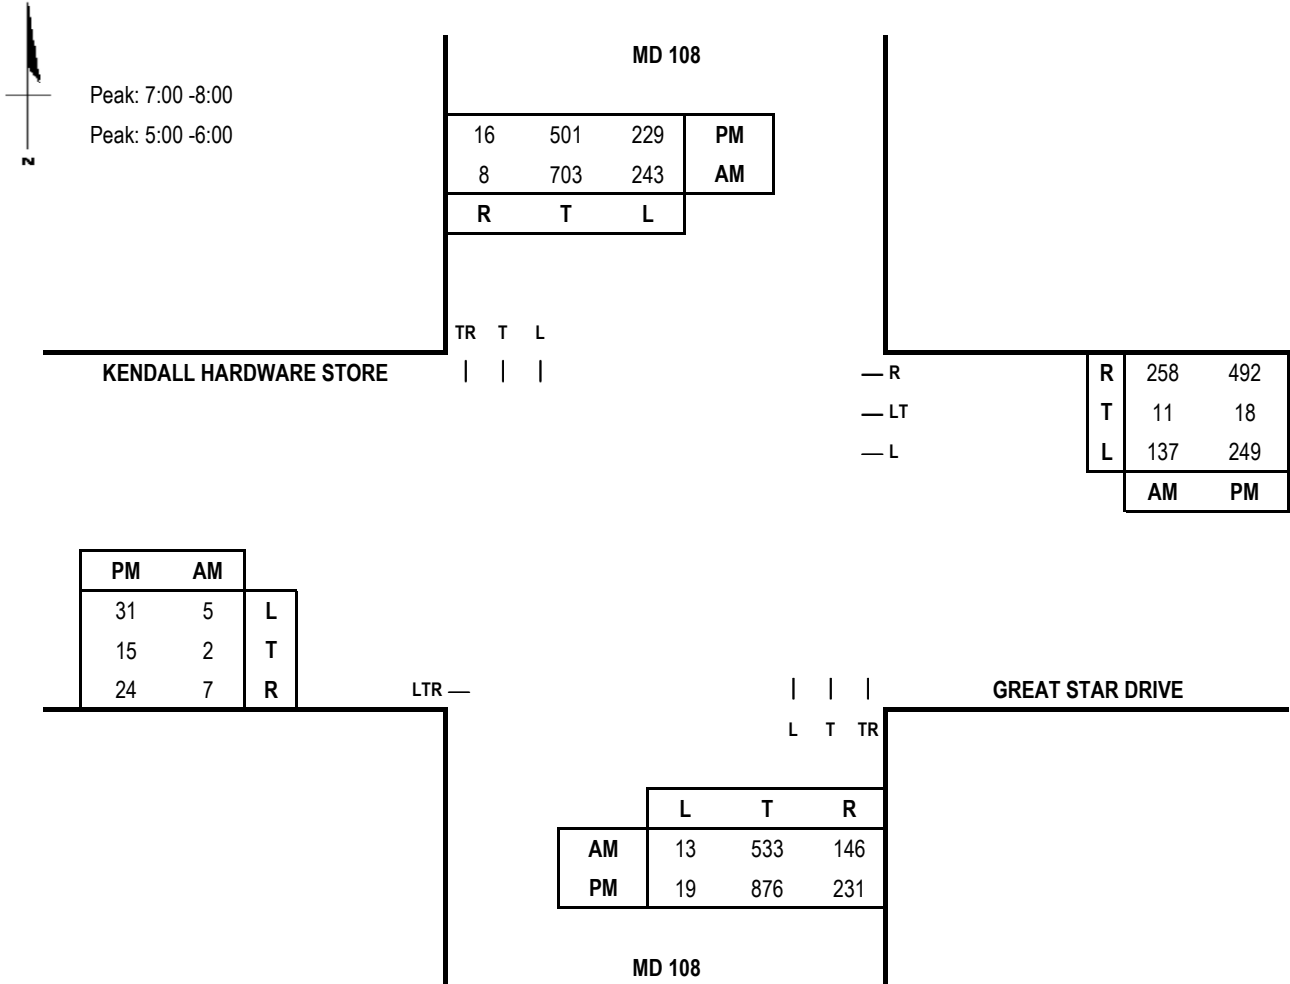 MD 108
Peak: 7:00 -8:00
Peak: 5:00 -6:00
N
16 501 229 PM
8 703 243 AM
R T L
TR T L
KENDALL HARDWARE STORE
R
LT
L
R 258 492
T 11 18
L 137 249
AM PM
PM AM
31 5 L
15 2 T
24 7 R
LTR
GREAT STAR DRIVE
L T TR
L T R
AM 13 533 146
PM 19 876 231
MD 108